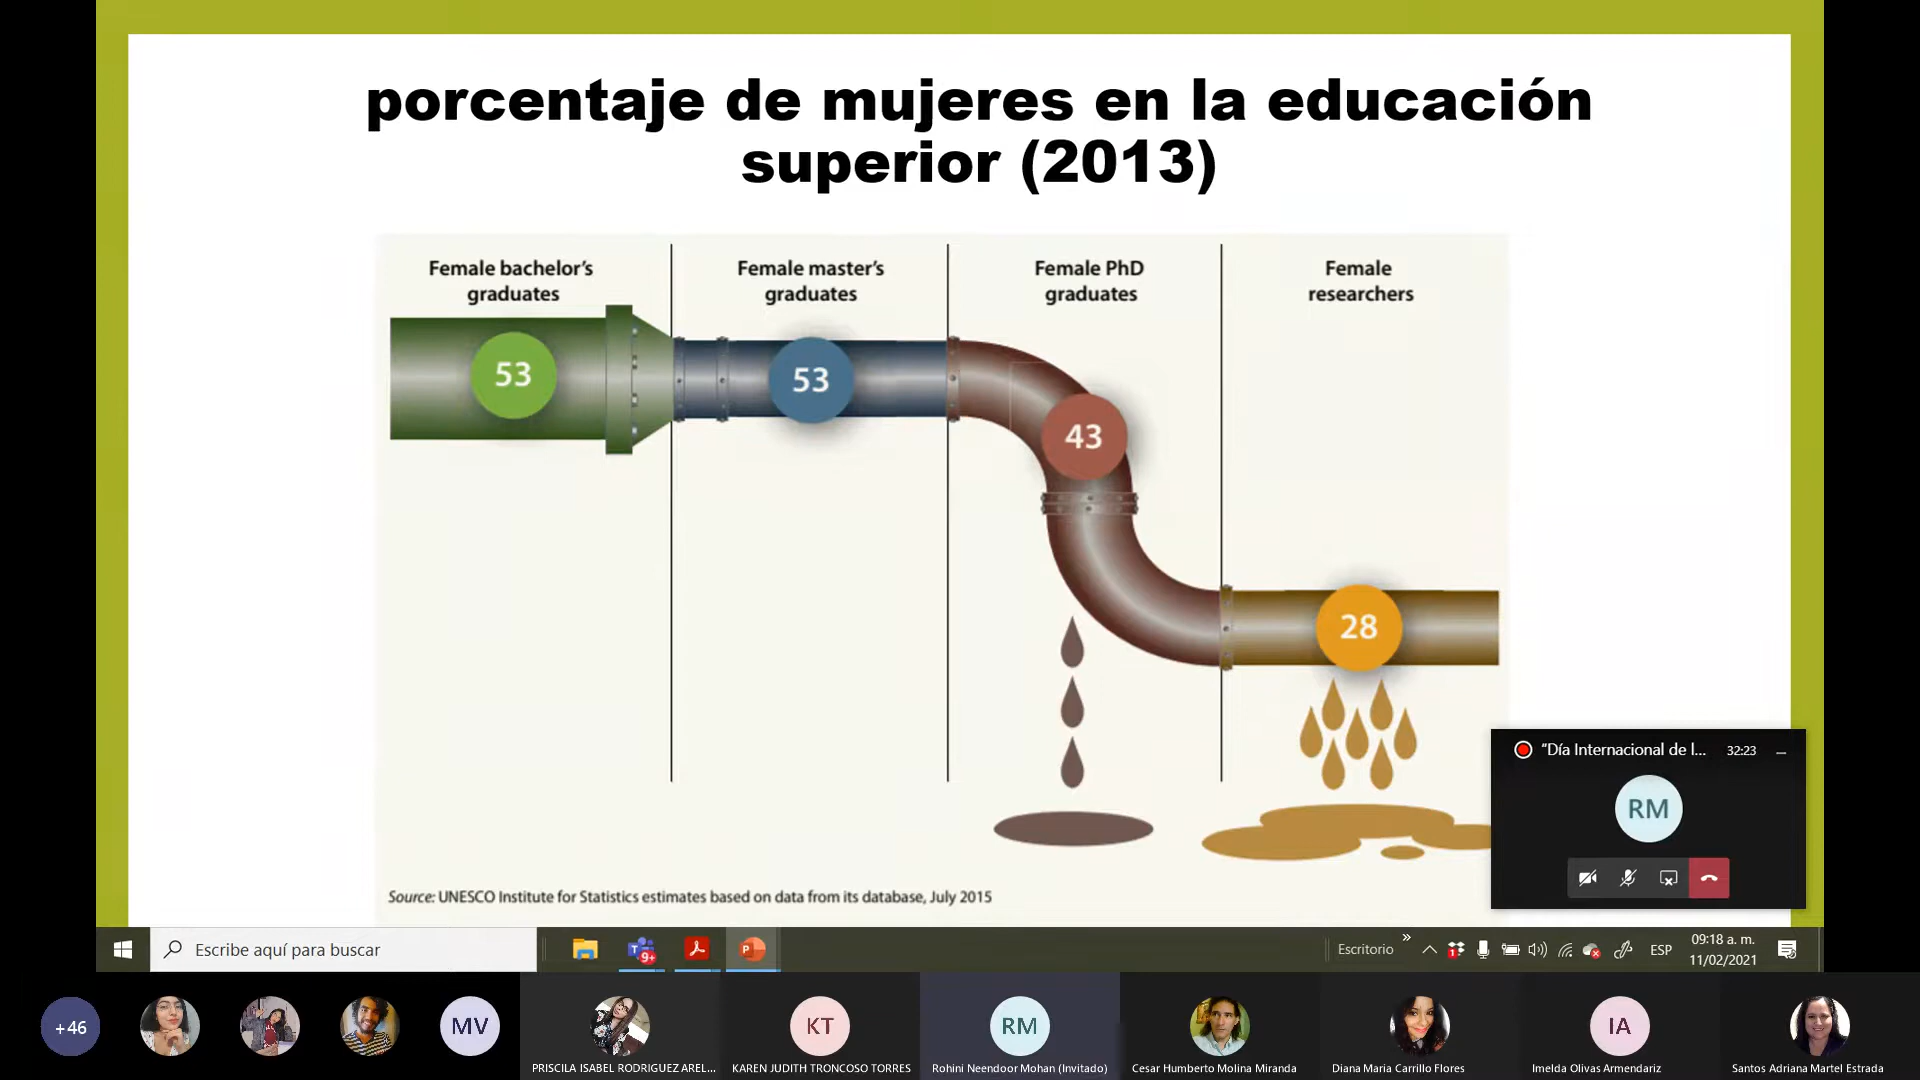 porcentaje de mujeres en la educación
superior (2013)
Female bachelor's
graduates
Female master's
graduates
Female PhD
graduates
Female
researchers
53
53
43
28
Source: UNESCO Institute for Statistics estimates based on data from its database, July 2015
"Día Internacional de l...
32:23
RM
Escribe aquí para buscar
9+
P
Escritorio
»
1
ESP
09:18 a. m.
11/02/2021
+46
MV
KT
RM
IA
PRISCILA ISABEL RODRIGUEZ AREL...
KAREN JUDITH TRONCOSO TORRES
Rohini Neendoor Mohan (Invitado)
Cesar Humberto Molina Miranda
Diana Maria Carrillo Flores
Imelda Olivas Armendariz
Santos Adriana Martel Estrada